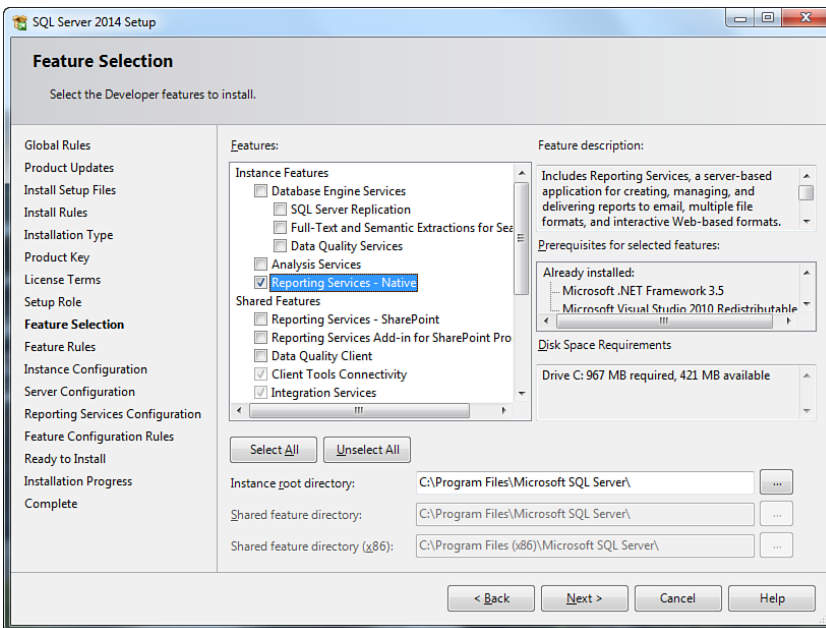 SQL Server 2014 Setup
Feature Selection
Select the Developer features to install.
Global Rules
Product Updates
Install Setup Files
Install Rules
Installation Type
Product Key
License Terms
Setup Role
Feature Selection
Feature Rules
Instance Configuration
Server Configuration
Reporting Services Configuration
Feature Configuration Rules
Ready to Install
Installation Progress
Complete
Features:
Instance Features
Database Engine Services
SQL Server Replication
Full-Text and Semantic Extractions for Sea
Data Quality Services
Analysis Services
Reporting Services - Native
Shared Features
Reporting Services - SharePoint
Reporting Services Add-in for SharePoint Pro
Data Quality Client
Client Tools Connectivity
Integration Services
Feature description:
Includes Reporting Services, a server-based
application for creating, managing, and
delivering reports to email, multiple file
formats, and interactive Web-based formats.
Prerequisites for selected features:
Already installed:
Microsoft .NET Framework 3.5
Microsoft Visual Studio 2010 Redistributable
Disk Space Requirements
Drive C: 967 MB required, 421 MB available
Select All
Unselect All
Instance root directory:
C:\Program Files\Microsoft SQL Server\
...
Shared feature directory:
C:\Program Files\Microsoft SQL Server\
...
Shared feature directory (x86):
C:\Program Files (x86)\Microsoft SQL Server\
...
< Back
Next >
Cancel
Help